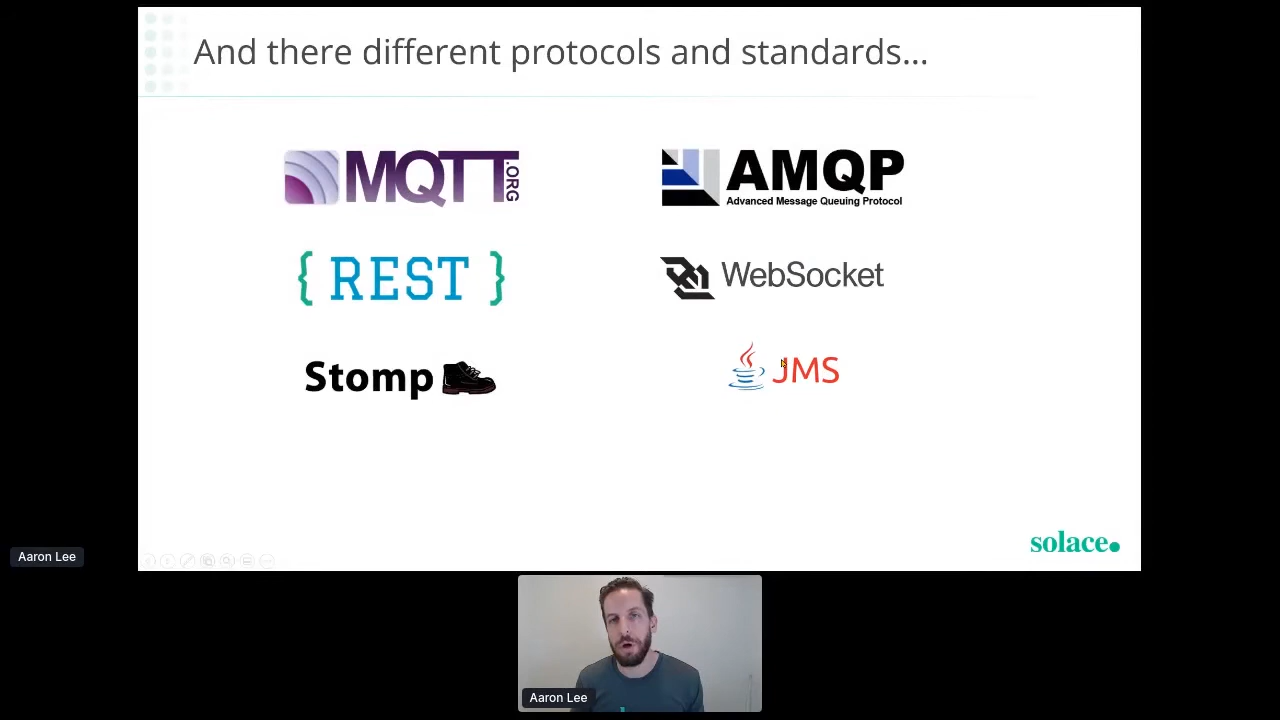 And there different protocols and standards...
MQTT .ORG
AMQP
Advanced Message Queuing Protocol
{ REST }
WebSocket
Stomp
JMS
solace.
Aaron Lee
Aaron Lee